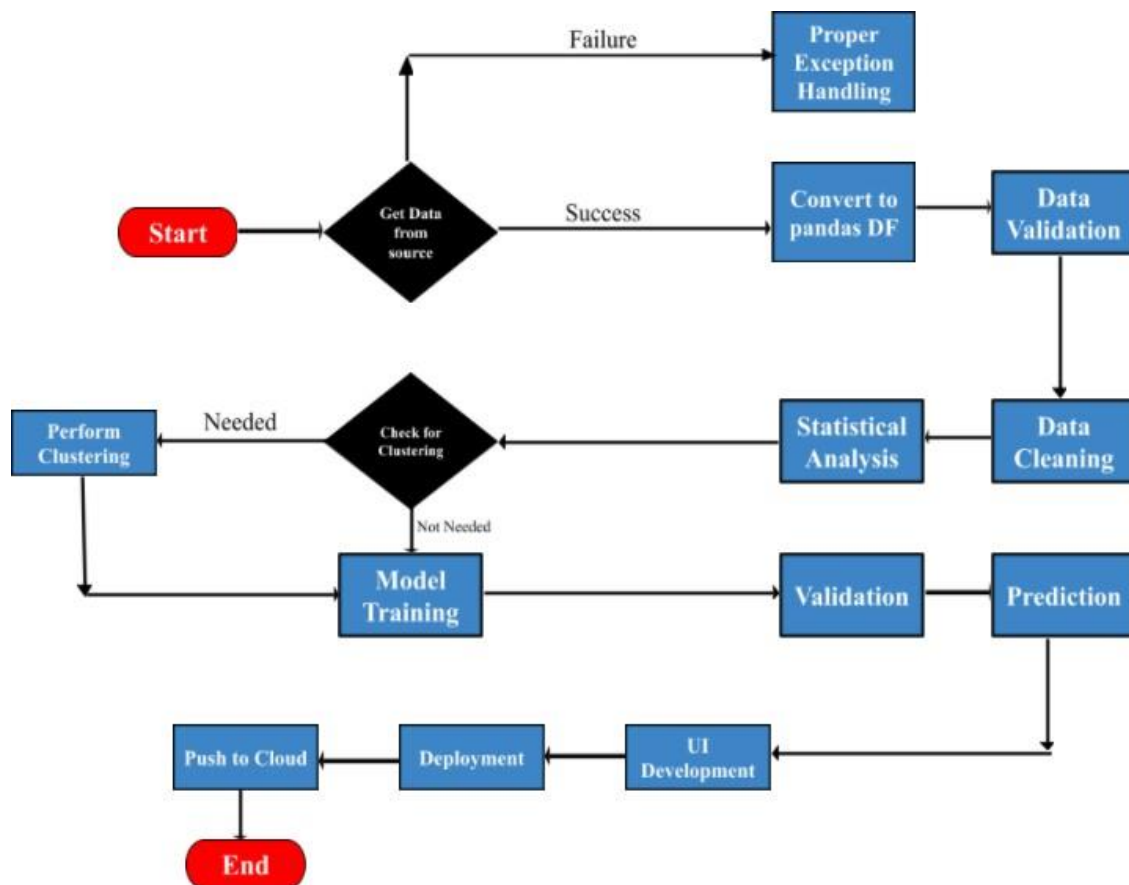 Failure
Proper
Exception
Handling
Start
Get Data
from
source
Success
Convert to
pandas DF
Data
Validation
Perform
Clustering
Needed
Check for
Clustering
Statistical
Analysis
Data
Cleaning
Not Needed
Model
Training
Validation
Prediction
Push to Cloud
Deployment
UI
Development
End